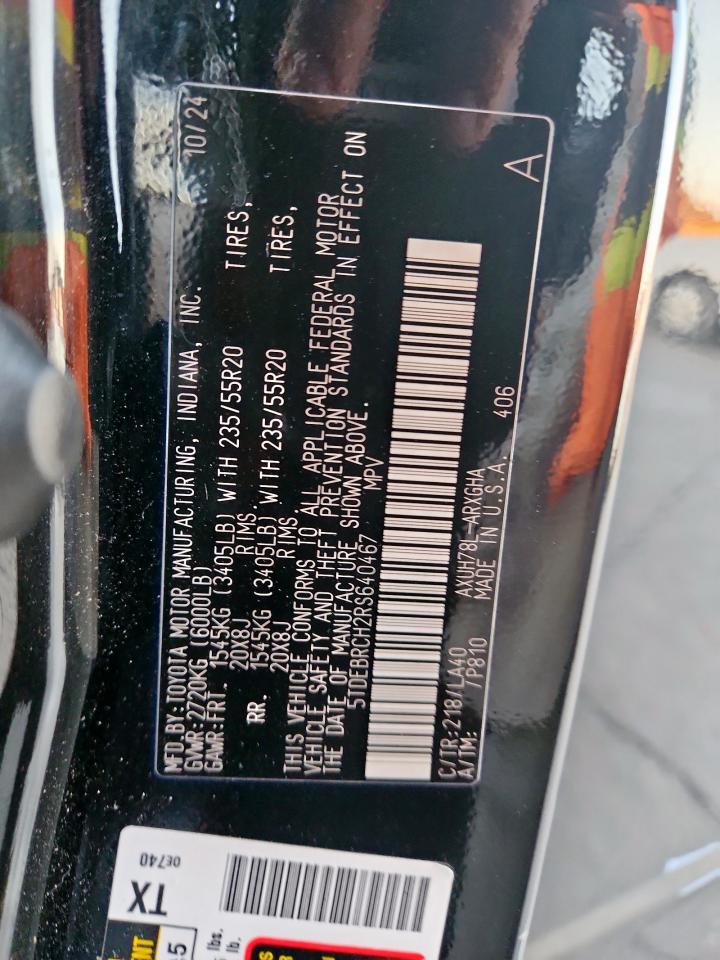 MFD.BY:TOYOTA MOTOR MANUFACTURING, INDIANA, INC. 10/24
GVWR:2720KG (6000LB)
GAWR:FRT. 1545KG (3405LB) WITH 235/55R20 TIRES,
20X8J RIMS.
RR. 1545KG (3405LB) WITH 235/55R20 TIRES,
20X8J RIMS
THIS VEHICLE CONFORMS TO ALL APPLICABLE FEDERAL MOTOR
VEHICLE SAFETY AND THEFT PREVENTION STANDARDS IN EFFECT ON
THE DATE OF MANUFACTURE SHOWN ABOVE.
5TDEBRCH2RS640467 MPV
C/TR:218/LA40 AXUH78L-ARXGHA 406
A/TM: /P810 MADE IN U.S.A.
A
0E740
TX
lbs.
lb.